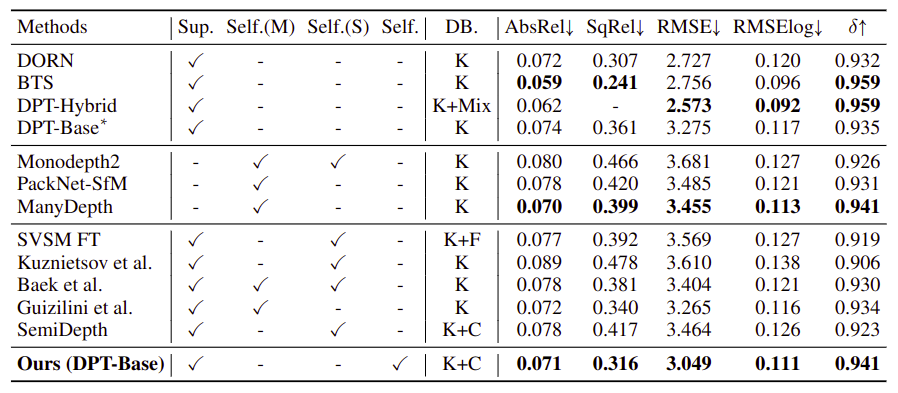 Methods Sup. Self.(M) Self.(S) Self. DB. AbsRel↓ SqRel↓ RMSE↓ RMSElog↓ δ↑
DORN ✓ - - - K 0.072 0.307 2.727 0.120 0.932
BTS ✓ - - - K 0.059 0.241 2.756 0.096 0.959
DPT-Hybrid ✓ - - - K+Mix 0.062 - 2.573 0.092 0.959
DPT-Base* ✓ - - - K 0.074 0.361 3.275 0.117 0.935
Monodepth2 - ✓ ✓ - K 0.080 0.466 3.681 0.127 0.926
PackNet-SfM - ✓ - - K 0.078 0.420 3.485 0.121 0.931
ManyDepth - ✓ - - K 0.070 0.399 3.455 0.113 0.941
SVSM FT ✓ - ✓ - K+F 0.077 0.392 3.569 0.127 0.919
Kuznietsov et al. ✓ - ✓ - K 0.089 0.478 3.610 0.138 0.906
Baek et al. ✓ ✓ ✓ - K 0.078 0.381 3.404 0.121 0.930
Guizilini et al. ✓ ✓ - - K 0.072 0.340 3.265 0.116 0.934
SemiDepth ✓ - ✓ - K+C 0.078 0.417 3.464 0.126 0.923
Ours (DPT-Base) ✓ - - ✓ K+C 0.071 0.316 3.049 0.111 0.941